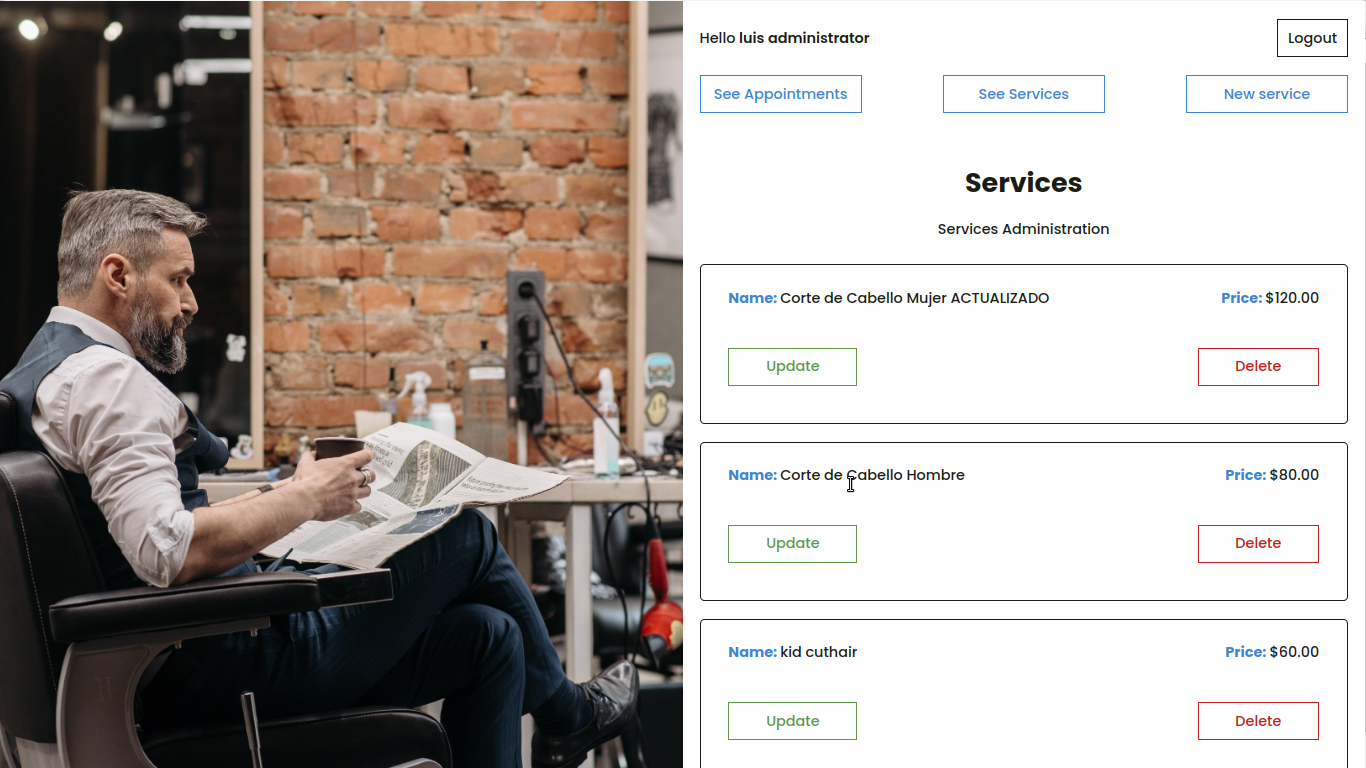 Hello luis administrator
Logout
See Appointments
See Services
New service
Services
Services Administration
Name: Corte de Cabello Mujer ACTUALIZADO
Price: $120.00
Update
Delete
Name: Corte de Cabello Hombre
Price: $80.00
Update
Delete
Name: kid cuthair
Price: $60.00
Update
Delete